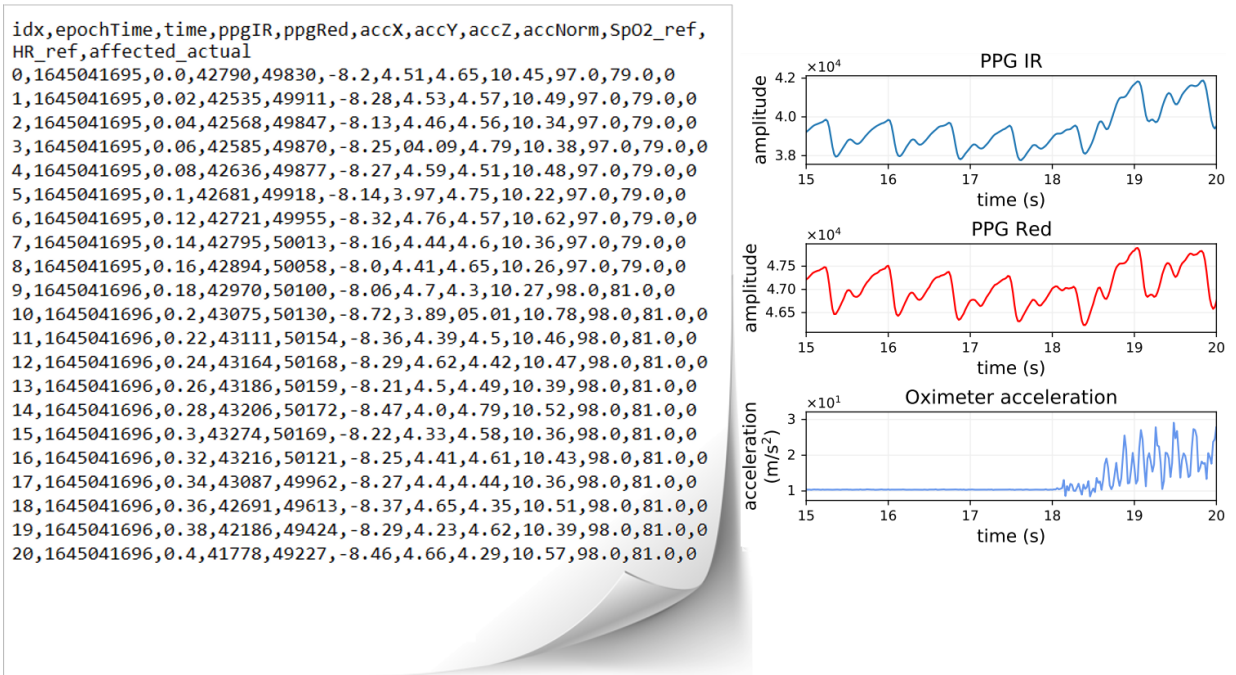 idx,epochTime,time,ppgIR,ppgRed,accX,accY,accZ,accNorm,SpO2_ref,
HR_ref,affected_actual
0,1645041695,0.0,42790,49830,-8.2,4.51,4.65,10.45,97.0,79.0,0
1,1645041695,0.02,42535,49911,-8.28,4.53,4.57,10.49,97.0,79.0,0
2,1645041695,0.04,42568,49847,-8.13,4.46,4.56,10.34,97.0,79.0,0
3,1645041695,0.06,42585,49870,-8.25,04.09,4.79,10.38,97.0,79.0,0
4,1645041695,0.08,42636,49877,-8.27,4.59,4.51,10.48,97.0,79.0,0
5,1645041695,0.1,42681,49918,-8.14,3.97,4.75,10.22,97.0,79.0,0
6,1645041695,0.12,42721,49955,-8.32,4.76,4.57,10.62,97.0,79.0,0
7,1645041695,0.14,42795,50013,-8.16,4.44,4.6,10.36,97.0,79.0,0
8,1645041695,0.16,42894,50058,-8.0,4.41,4.65,10.26,97.0,79.0,0
9,1645041695,0.18,42970,50100,-8.06,4.7,4.3,10.27,98.0,81.0,0
10,1645041696,0.2,43075,50130,-8.72,3.89,05.01,10.78,98.0,81.0,0
11,1645041696,0.22,43111,50154,-8.36,4.39,4.5,10.46,98.0,81.0,0
12,1645041696,0.24,43164,50168,-8.29,4.62,4.42,10.47,98.0,81.0,0
13,1645041696,0.26,43186,50159,-8.21,4.5,4.49,10.39,98.0,81.0,0
14,1645041696,0.28,43206,50172,-8.47,4.0,4.79,10.52,98.0,81.0,0
15,1645041696,0.3,43274,50169,-8.22,4.33,4.58,10.36,98.0,81.0,0
16,1645041696,0.32,43216,50121,-8.25,4.41,4.61,10.43,98.0,81.0,0
17,1645041696,0.34,43087,49962,-8.27,4.4,4.44,10.36,98.0,81.0,0
18,1645041696,0.36,42691,49613,-8.37,4.65,4.35,10.51,98.0,81.0,0
19,1645041696,0.38,42186,49424,-8.29,4.23,4.62,10.39,98.0,81.0,0
20,1645041696,0.4,41778,49227,-8.46,4.66,4.29,10.57,98.0,81.0,0
PPG IR
×10⁴
amplitude
4.2
4.0
3.8
15 16 17 18 19 20
time (s)
PPG Red
×10⁴
amplitude
4.75
4.70
4.65
15 16 17 18 19 20
time (s)
Oximeter acceleration
×10¹
acceleration
(m/s²)
3
2
1
15 16 17 18 19 20
time (s)